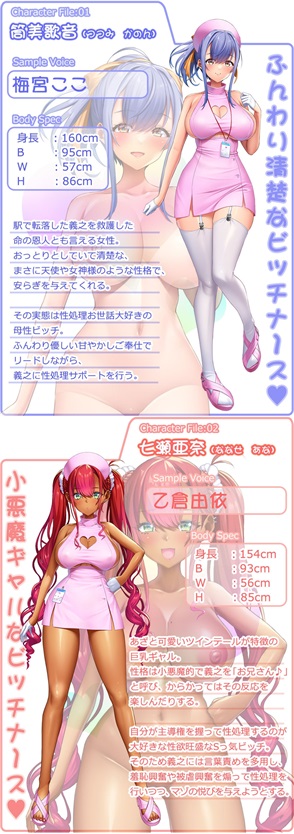 Character File:01
筒美歌音(つつみ かのん)
Sample Voice
梅宮ここ
Body Spec
身長 : 160cm
B : 95cm
W : 57cm
H : 86cm
ふんわり清楚なビッチナース♥
駅で転落した義之を救護した
命の恩人とも言える女性。
おっとりとしていて清楚な、
まさに天使や女神様のような性格で、
安らぎを与えてくれる。
その実態は性処理お世話大好きの
母性ビッチ。
ふんわり優しい甘やかしご奉仕で
リードしながら、
義之に性処理サポートを行う。
Character File:02
七瀬亜奈(ななせ あな)
Sample Voice
乙倉由依
Body Spec
身長 : 154cm
B : 93cm
W : 56cm
H : 85cm
小悪魔ギャルなビッチナース♥
あざと可愛いツインテールが特徴の
巨乳ギャル。
性格は小悪魔的で義之を「お兄さん♪」
と呼び、からかってはその反応を
楽しんだりする。
自分が主導権を握って性処理するのが
大好きな性欲旺盛なSっ気ビッチ。
そのため義之には言葉責めを多用し、
羞恥興奮や被虐興奮を煽って性処理を
行いつつ、マゾの悦びを与えようとする。